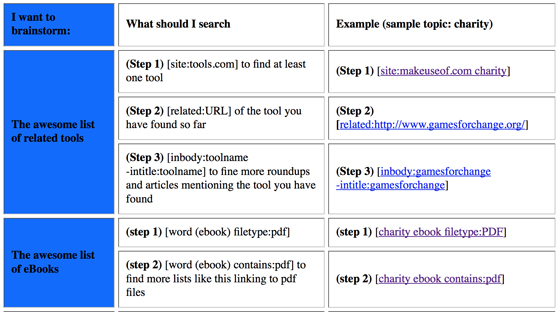 I want to
brainstorm:
What should I search
Example (sample topic: charity)
The awesome list
of related tools
(Step 1) [site:tools.com] to find at least
one tool
(Step 1) [site:makeuseof.com charity]
(Step 2) [related:URL] of the tool you
have found so far
(Step 2)
[related:http://www.gamesforchange.org/]
(Step 3) [inbody:toolname
-intitle:toolname] to fine more roundups
and articles mentioning the tool you have
found
(Step 3) [inbody:gamesforchange
-intitle:gamesforchange]
The awesome list
of eBooks
(step 1) [word (ebook) filetype:pdf]
(step 1) [charity ebook filetype:PDF]
(step 2) [word (ebook) contains:pdf] to
find more lists like this linking to pdf
files
(step 2) [charity ebook contains:pdf]